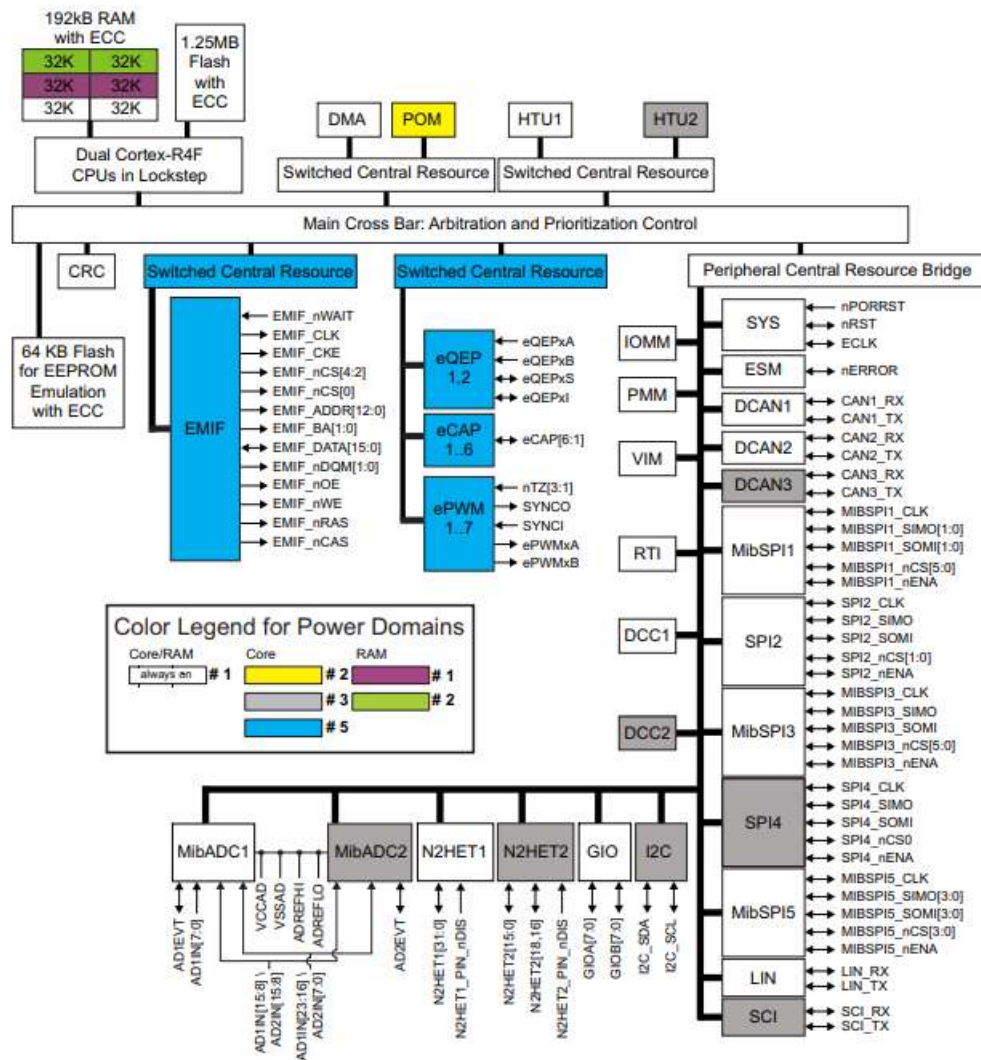 192kB RAM
with ECC
32K 32K
32K 32K
32K 32K
1.25MB
Flash
with
ECC
DMA
POM
HTU1
HTU2
Dual Cortex-R4F
CPUs in Lockstep
Switched Central Resource
Switched Central Resource
Main Cross Bar: Arbitration and Prioritization Control
CRC
Switched Central Resource
Switched Central Resource
Peripheral Central Resource Bridge
64 KB Flash
for EEPROM
Emulation
with ECC
EMIF
EMIF_nWAIT
EMIF_CLK
EMIF_CKE
EMIF_nCS[4:2]
EMIF_nCS[0]
EMIF_ADDR[12:0]
EMIF_BA[1:0]
EMIF_DATA[15:0]
EMIF_nDQM[1:0]
EMIF_nOE
EMIF_nWE
EMIF_nRAS
EMIF_nCAS
eQEP
1,2
eQEPxA
eQEPxB
eQEPxS
eQEPxI
eCAP
1..6
eCAP[6:1]
ePWM
1..7
nTZ[3:1]
SYNCO
SYNCI
ePWMxA
ePWMxB
IOMM
PMM
VIM
RTI
DCC1
DCC2
SYS
nPORRST
nRST
ECLK
ESM
nERROR
DCAN1
CAN1_RX
CAN1_TX
DCAN2
CAN2_RX
CAN2_TX
DCAN3
CAN3_RX
CAN3_TX
MibSPI1
MIBSPI1_CLK
MIBSPI1_SIMO[1:0]
MIBSPI1_SOMI[1:0]
MIBSPI1_nCS[5:0]
MIBSPI1_nENA
SPI2
SPI2_CLK
SPI2_SIMO
SPI2_SOMI
SPI2_nCS[1:0]
SPI2_nENA
MibSPI3
MIBSPI3_CLK
MIBSPI3_SIMO
MIBSPI3_SOMI
MIBSPI3_nCS[5:0]
MIBSPI3_nENA
SPI4
SPI4_CLK
SPI4_SIMO
SPI4_SOMI
SPI4_nCS0
SPI4_nENA
MibSPI5
MIBSPI5_CLK
MIBSPI5_SIMO[3:0]
MIBSPI5_SOMI[3:0]
MIBSPI5_nCS[3:0]
MIBSPI5_nENA
LIN
LIN_RX
LIN_TX
SCI
SCI_RX
SCI_TX
Color Legend for Power Domains
Core/RAM Core RAM
always on # 1 # 2 # 1
# 3 # 2
# 5
MibADC1
MibADC2
N2HET1
N2HET2
GIO
I2C
AD1EVT
AD1IN[7:0]
VCCAD
VSSAD
ADREFHI
ADREFLO
AD1IN[15:8] \
AD2IN[15:8]
AD1IN[23:16] \
AD2IN[7:0]
AD2EVT
N2HET1[31:0]
N2HET1_PIN_nDIS
N2HET2[15:0]
N2HET2[18,16]
N2HET2_PIN_nDIS
GIOA[7:0]
GIOB[7:0]
I2C_SDA
I2C_SCL